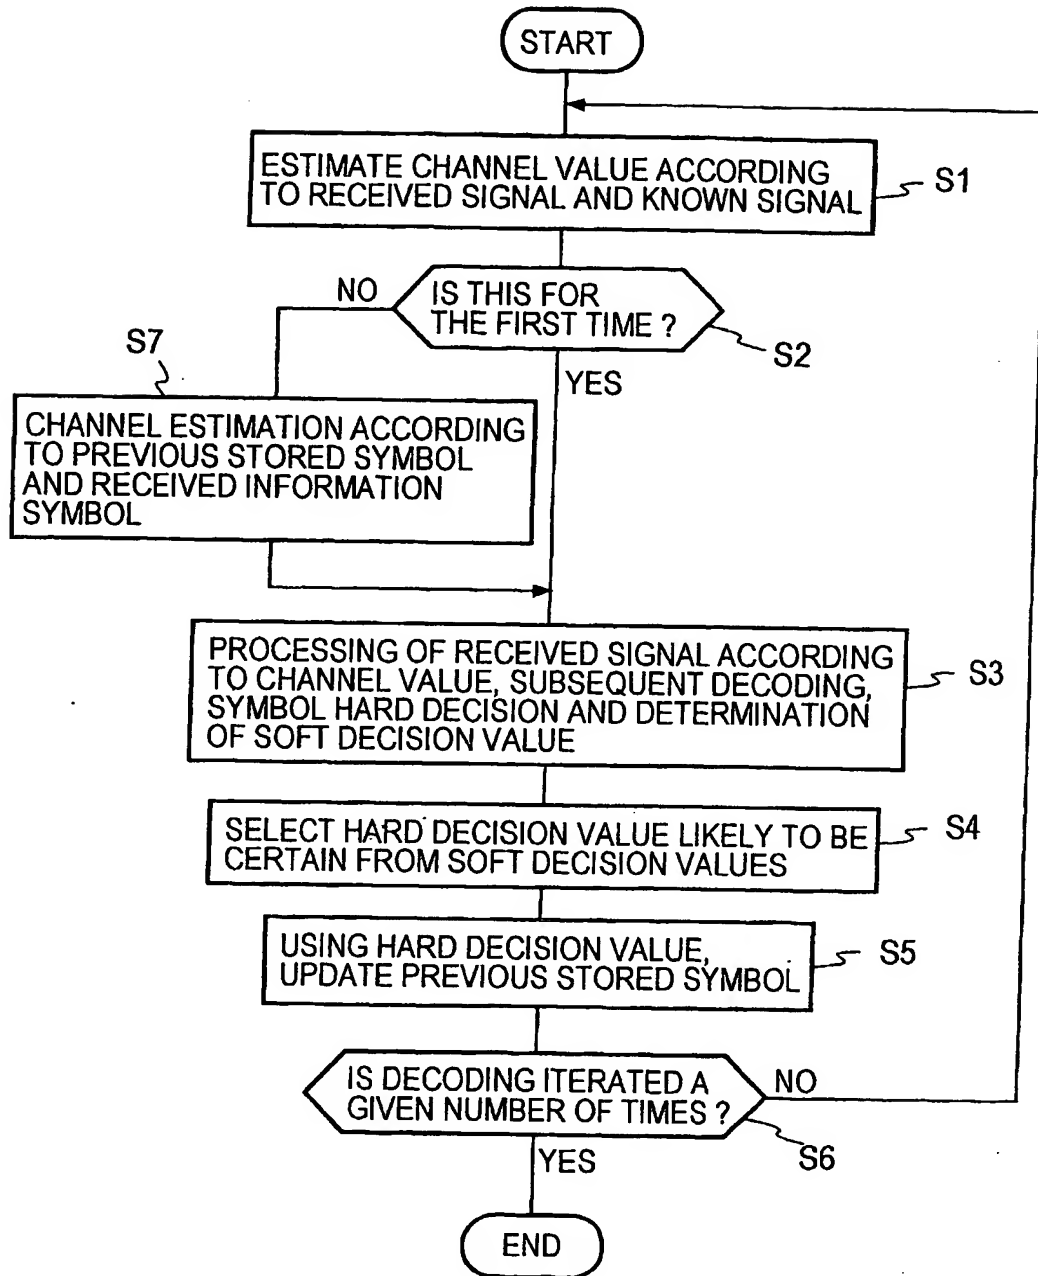 START
ESTIMATE CHANNEL VALUE ACCORDING
TO RECEIVED SIGNAL AND KNOWN SIGNAL
S1
NO
IS THIS FOR
THE FIRST TIME ?
S2
YES
S7
CHANNEL ESTIMATION ACCORDING
TO PREVIOUS STORED SYMBOL
AND RECEIVED INFORMATION
SYMBOL
PROCESSING OF RECEIVED SIGNAL ACCORDING
TO CHANNEL VALUE, SUBSEQUENT DECODING,
SYMBOL HARD DECISION AND DETERMINATION
OF SOFT DECISION VALUE
S3
SELECT HARD DECISION VALUE LIKELY TO BE
CERTAIN FROM SOFT DECISION VALUES
S4
USING HARD DECISION VALUE,
UPDATE PREVIOUS STORED SYMBOL
S5
IS DECODING ITERATED A
GIVEN NUMBER OF TIMES ?
NO
S6
YES
END